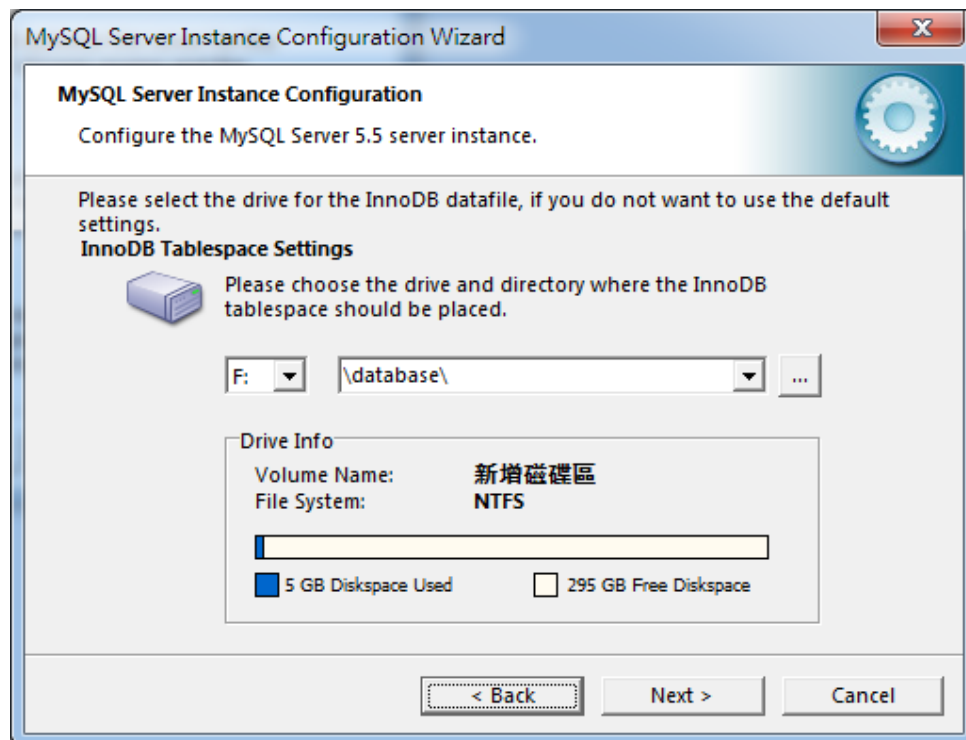 MySQL Server Instance Configuration Wizard
MySQL Server Instance Configuration
Configure the MySQL Server 5.5 server instance.
Please select the drive for the InnoDB datafile, if you do not want to use the default
settings.
InnoDB Tablespace Settings
Please choose the drive and directory where the InnoDB
tablespace should be placed.
F:
\database\
...
Drive Info
Volume Name: 新增磁碟區
File System: NTFS
5 GB Diskspace Used 295 GB Free Diskspace
< Back Next > Cancel